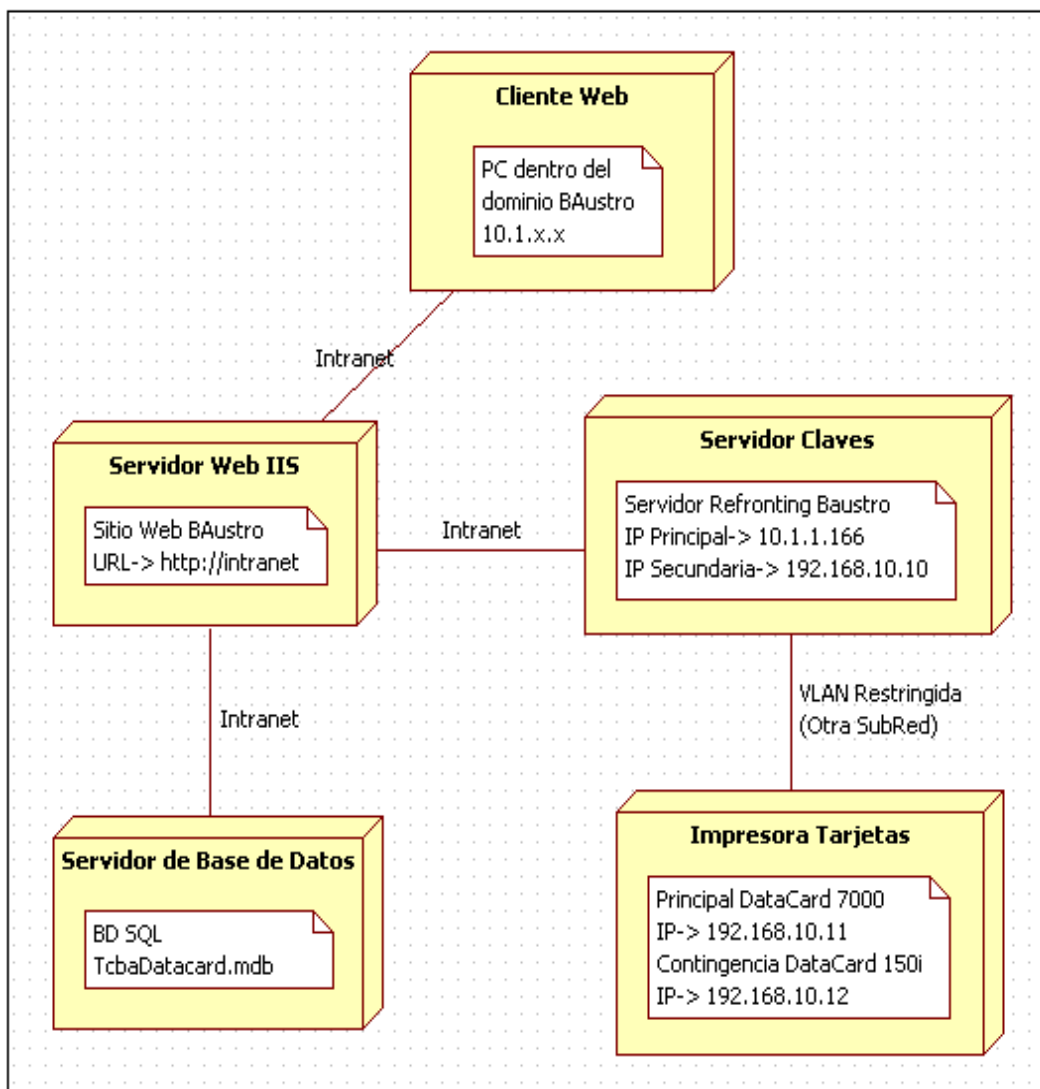 Cliente Web
PC dentro del
dominio BAustro
10.1.x.x
Intranet
Servidor Web IIS
Sitio Web BAustro
URL-> http://intranet
Intranet
Servidor Claves
Servidor Refronting Baustro
IP Principal-> 10.1.1.166
IP Secundaria-> 192.168.10.10
Intranet
VLAN Restringida
(Otra SubRed)
Servidor de Base de Datos
BD SQL
TcbaDatacard.mdb
Impresora Tarjetas
Principal DataCard 7000
IP-> 192.168.10.11
Contingencia DataCard 150i
IP-> 192.168.10.12